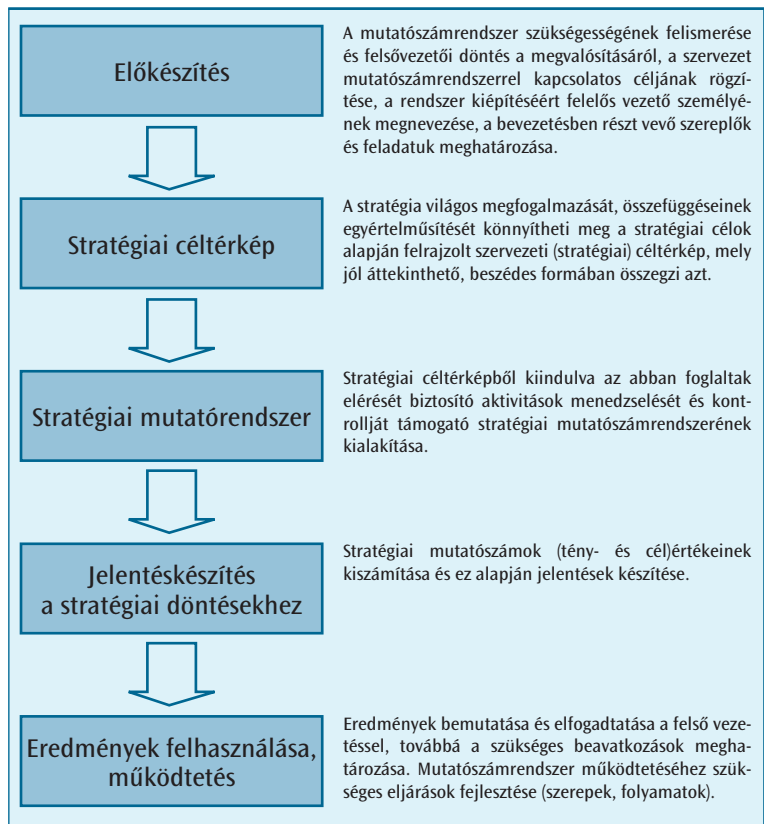 Előkészítés
A mutatószámrendszer szükségességének felismerése
és felsővezetői döntés a megvalósításáról, a szervezet
mutatószámrendszerrel kapcsolatos céljának rögzí-
tése, a rendszer kiépítéséért felelős vezető személyé-
nek megnevezése, a bevezetésben részt vevő szereplők
és feladatuk meghatározása.
Stratégiai céltérkép
A stratégia világos megfogalmazását, összefüggéseinek
egyértelműsítését könnyítheti meg a stratégiai célok
alapján felrajzolt szervezeti (stratégiai) céltérkép, mely
jól áttekinthető, beszédes formában összegzi azt.
Stratégiai mutatórendszer
Stratégiai céltérképből kiindulva az abban foglaltak
elérését biztosító aktivitások menedzselését és kont-
rollját támogató stratégiai mutatószámrendszerének
kialakítása.
Jelentéskészítés
a stratégiai döntésekhez
Stratégiai mutatószámok (tény- és cél)értékeinek
kiszámítása és ez alapján jelentések készítése.
Eredmények felhasználása,
működtetés
Eredmények bemutatása és elfogadtatása a felső veze-
téssel, továbbá a szükséges beavatkozások megha-
tározása. Mutatószámrendszer működtetéséhez szük-
séges eljárások fejlesztése (szerepek, folyamatok).